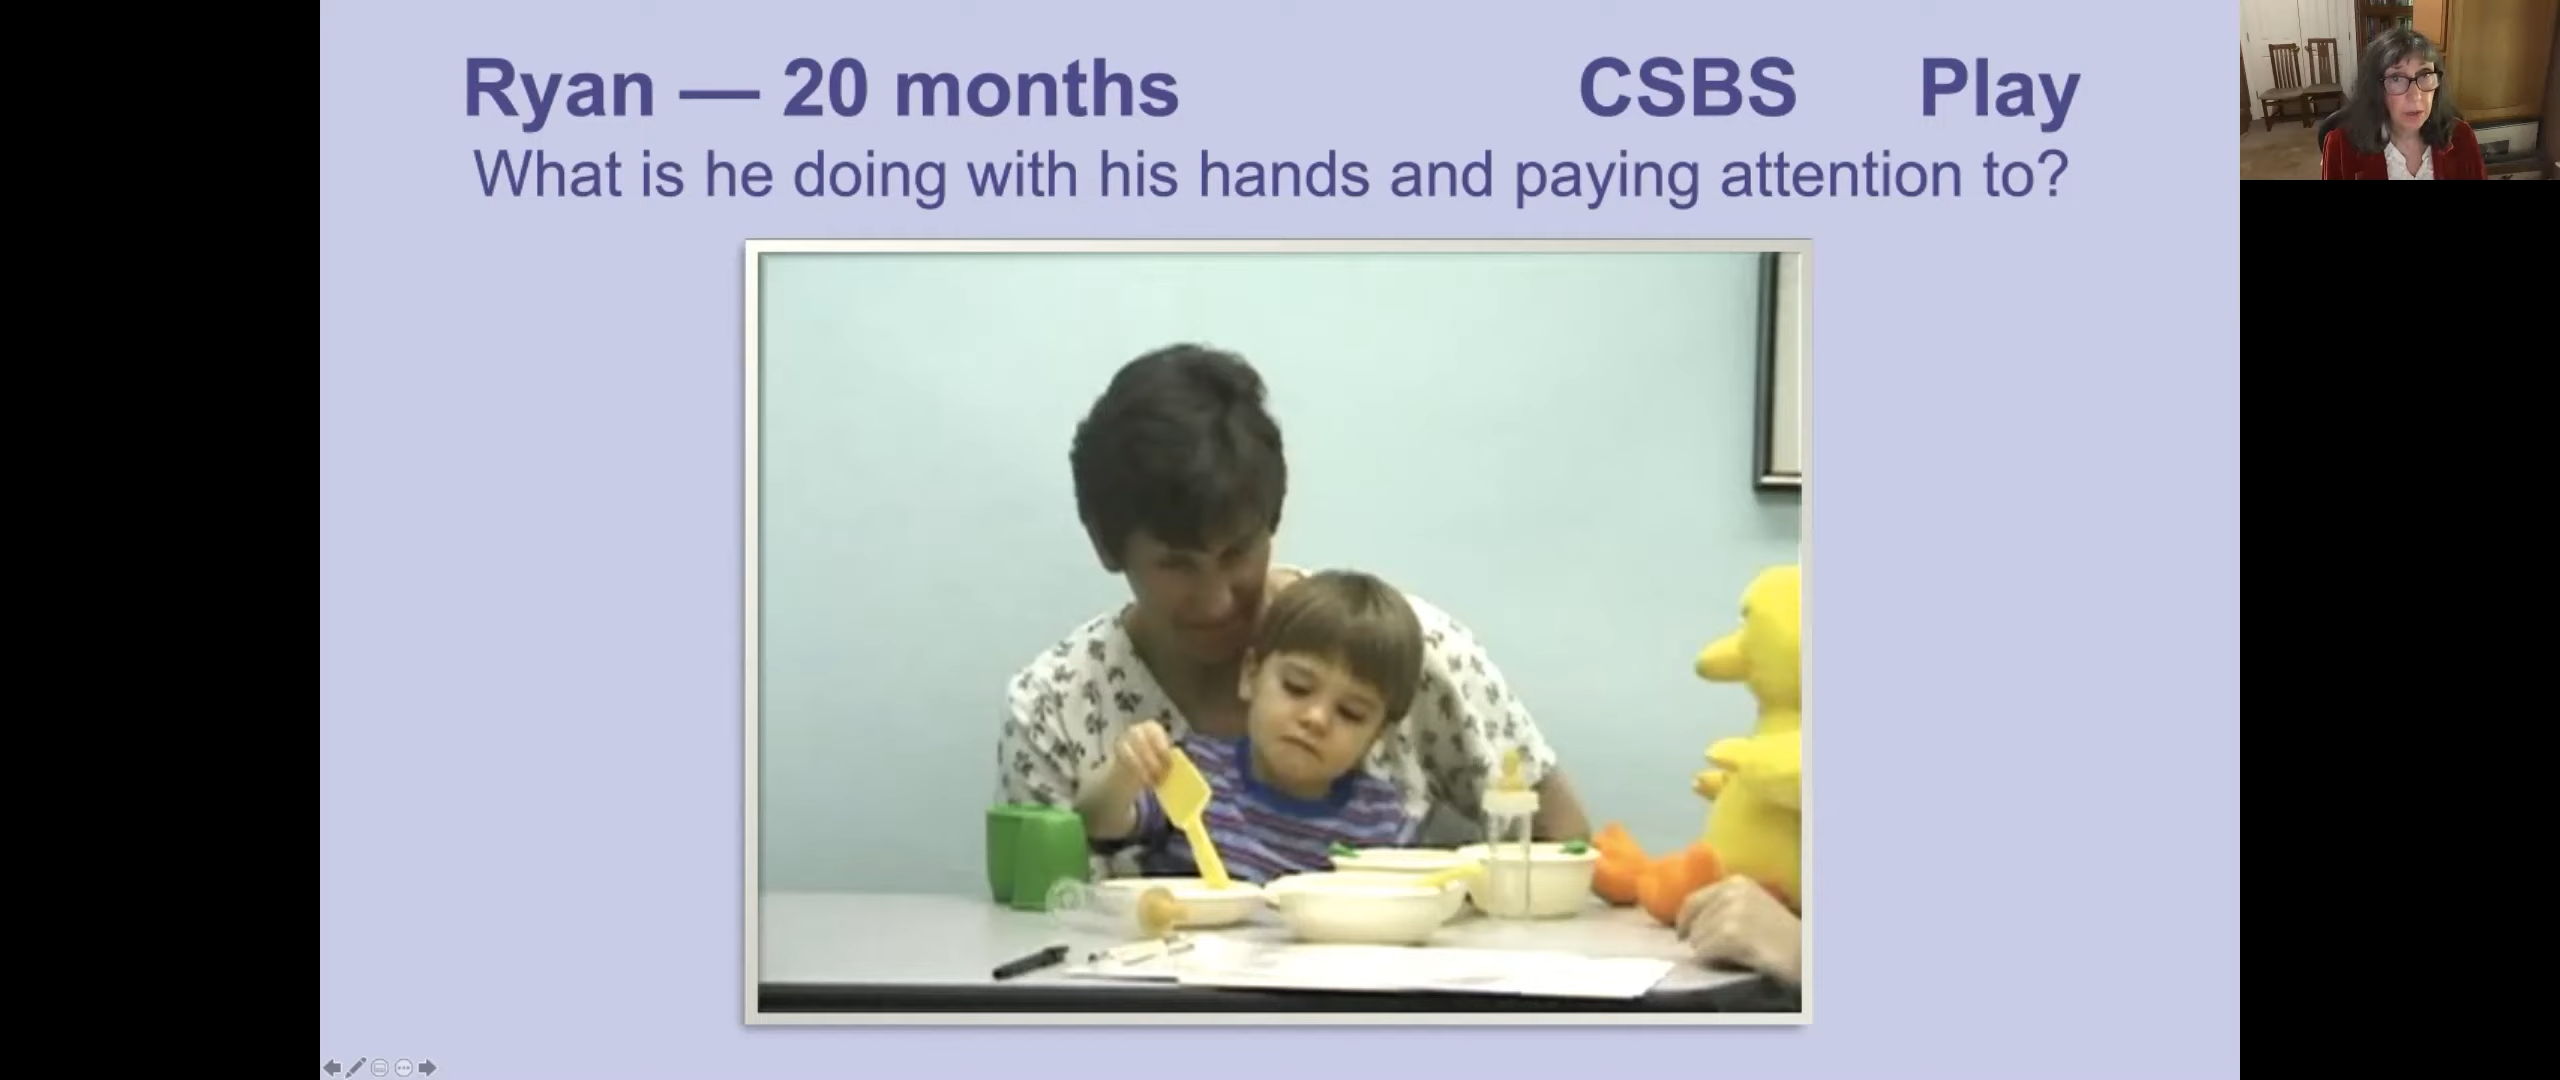 Ryan — 20 months CSBS Play
What is he doing with his hands and paying attention to?